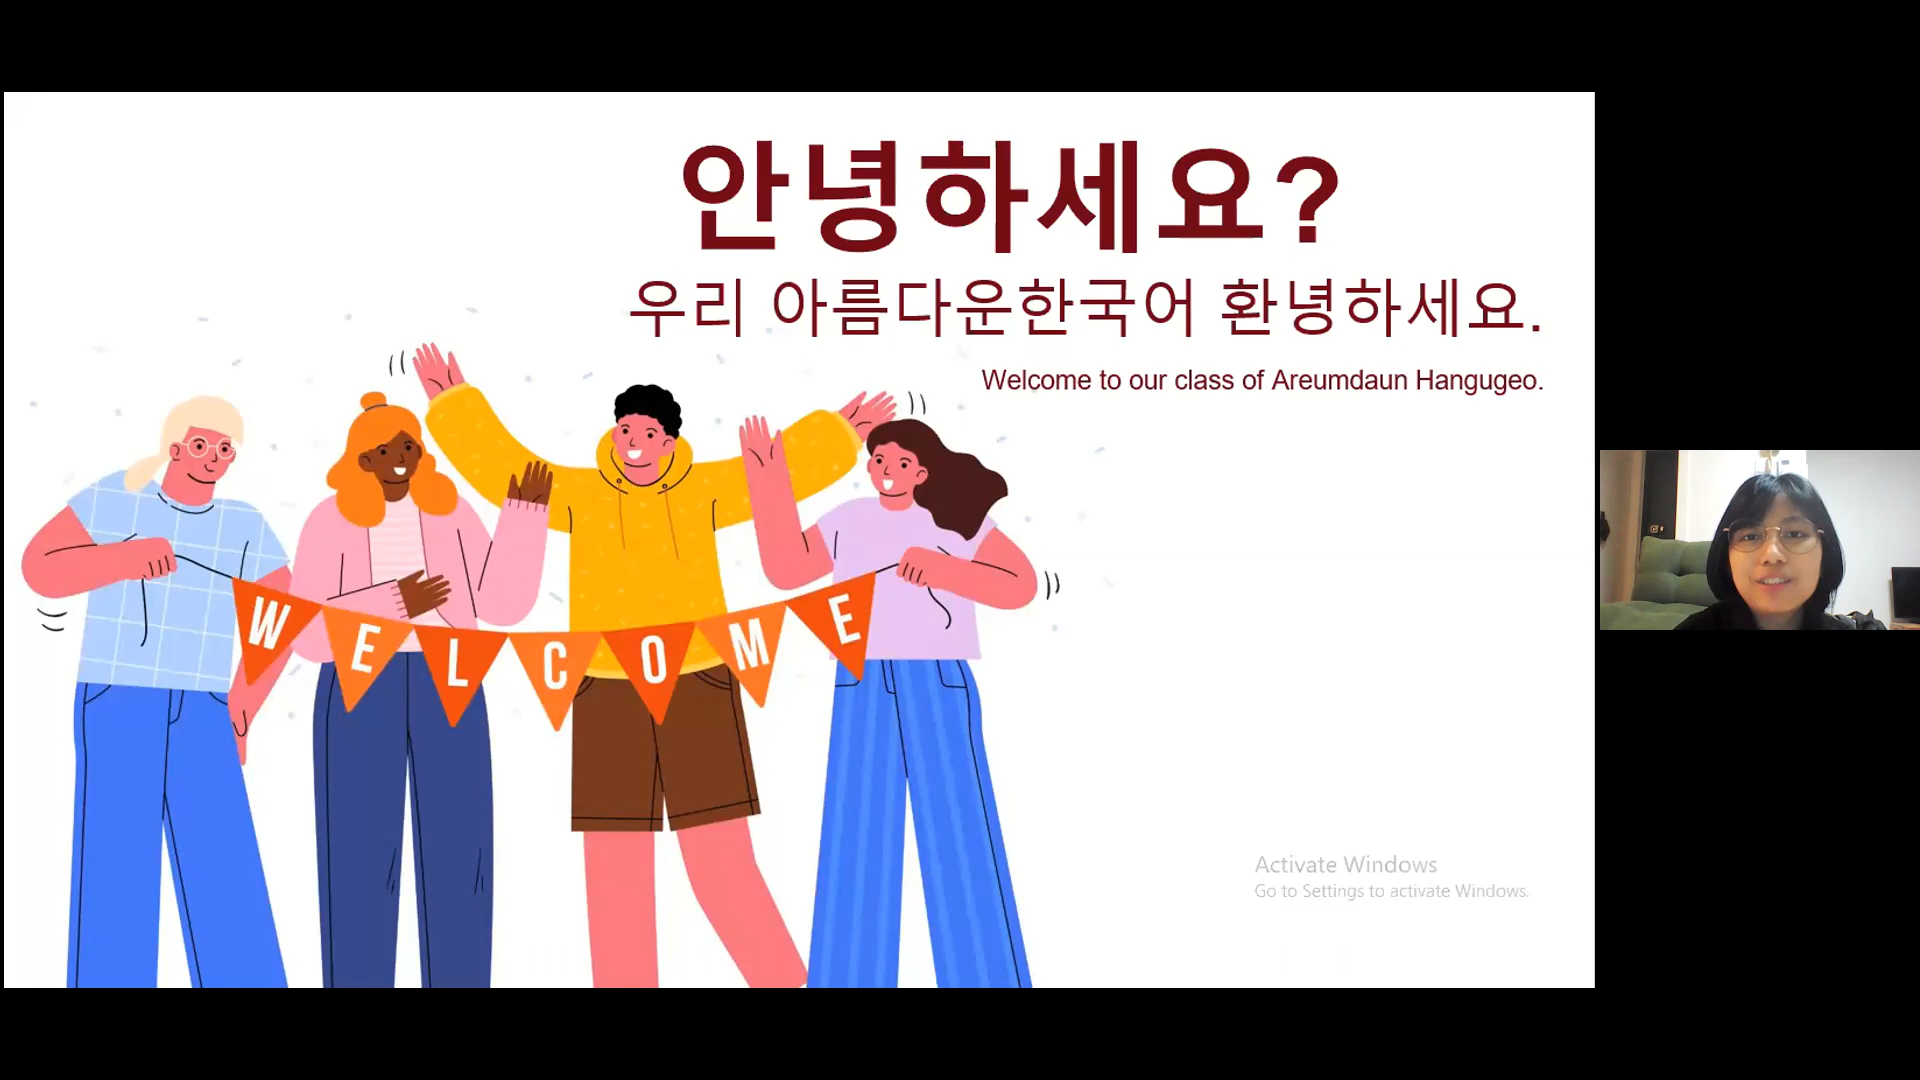 안녕하세요?
우리 아름다운한국어 환녕하세요.
Welcome to our class of Areumdaun Hangugeo.
WELCOME
Activate Windows
Go to Settings to activate Windows.